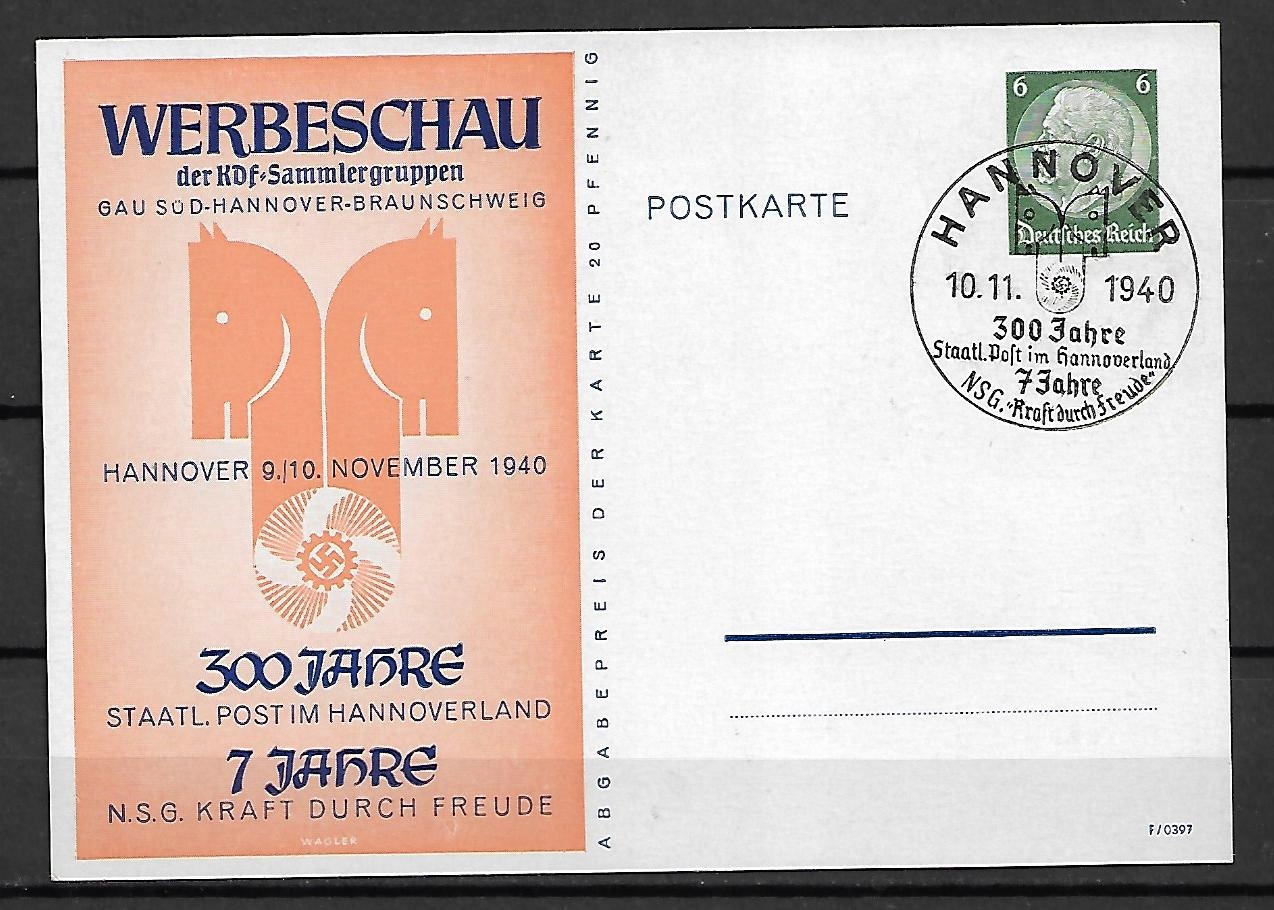 WERBESCHAU
der KDF-Sammlergruppen
GAU SÜD-HANNOVER-BRAUNSCHWEIG
HANNOVER 9./10. NOVEMBER 1940
300 JAHRE
STAATL. POST IM HANNOVERLAND
7 JAHRE
N.S.G. KRAFT DURCH FREUDE
WAGLER
ABGABEPREIS DER KARTE 20 PFENNIG
POSTKARTE
6 6
Deutsches Reich
HANNOVER
10.11. 1940
300 Jahre
Staatl. Post im Hannoverland
7 Jahre
NSG. „Kraft durch Freude"
F/0397